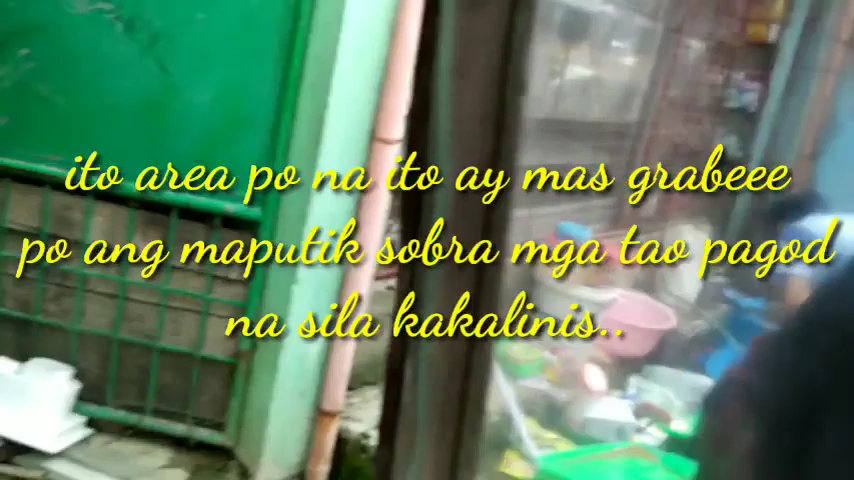 ito area po na ito ay mas grabeee
po ang maputik sobra mga tao pagod
na sila kakalinis..